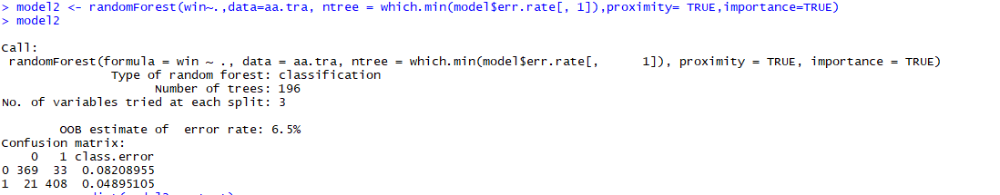 > model2 <- randomForest(win~.,data=aa.tra, ntree = which.min(model$err.rate[, 1]),proximity= TRUE,importance=TRUE)
> model2
Call:
randomForest(formula = win ~ ., data = aa.tra, ntree = which.min(model$err.rate[,      1]), proximity = TRUE, importance = TRUE)
Type of random forest: classification
Number of trees: 196
No. of variables tried at each split: 3
OOB estimate of  error rate: 6.5%
Confusion matrix:
0   1 class.error
0 369  33  0.08208955
1  21 408  0.04895105